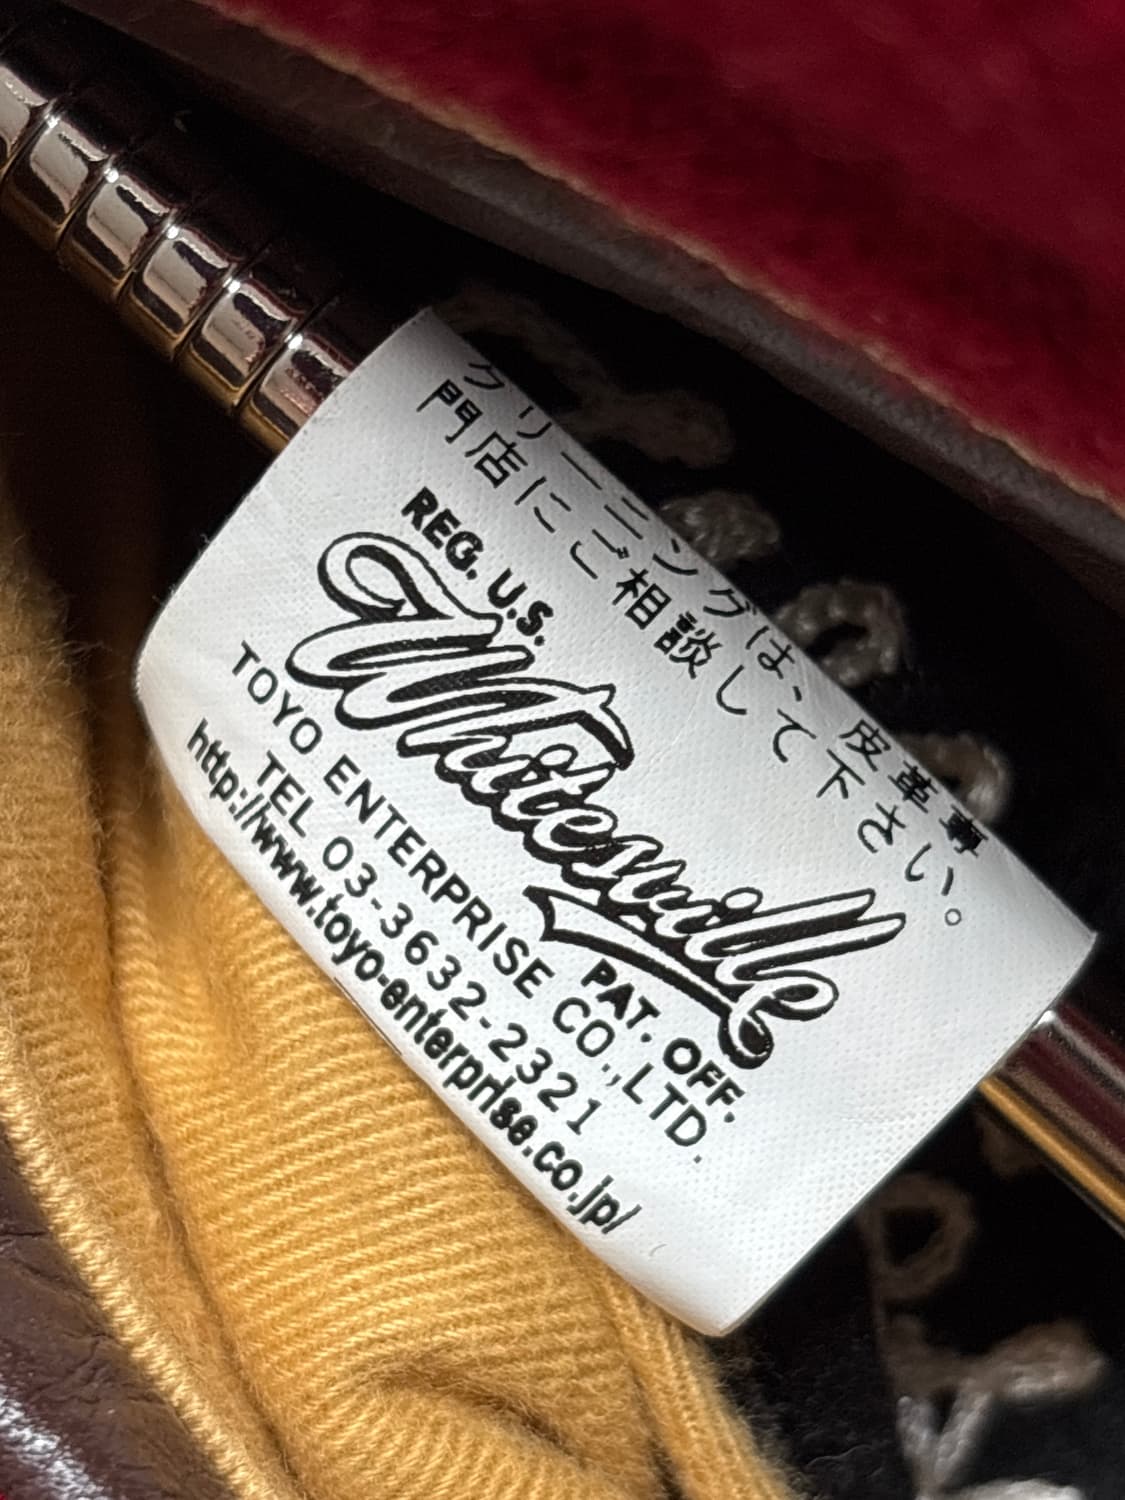 クリーニングは、皮革専
門店にご相談して下さい。
REG. U.S.
Whitesville
PAT. OFF.
TOYO ENTERPRISE CO.,LTD.
TEL 03-3632-2321
http://www.toyo-enterprise.co.jp/